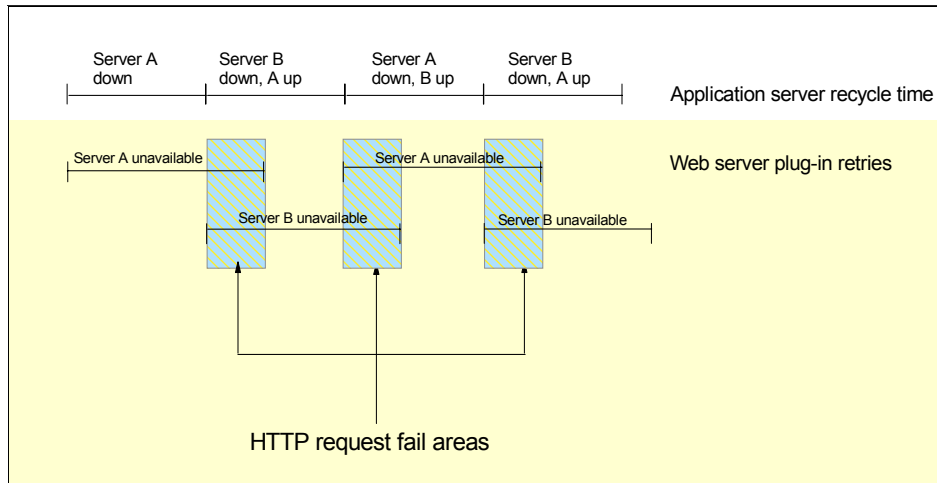 Server A
down
Server B
down, A up
Server A
down, B up
Server B
down, A up
Application server recycle time
Server A unavailable
Server A unavailable
Web server plug-in retries
Server B unavailable
Server B unavailable
HTTP request fail areas